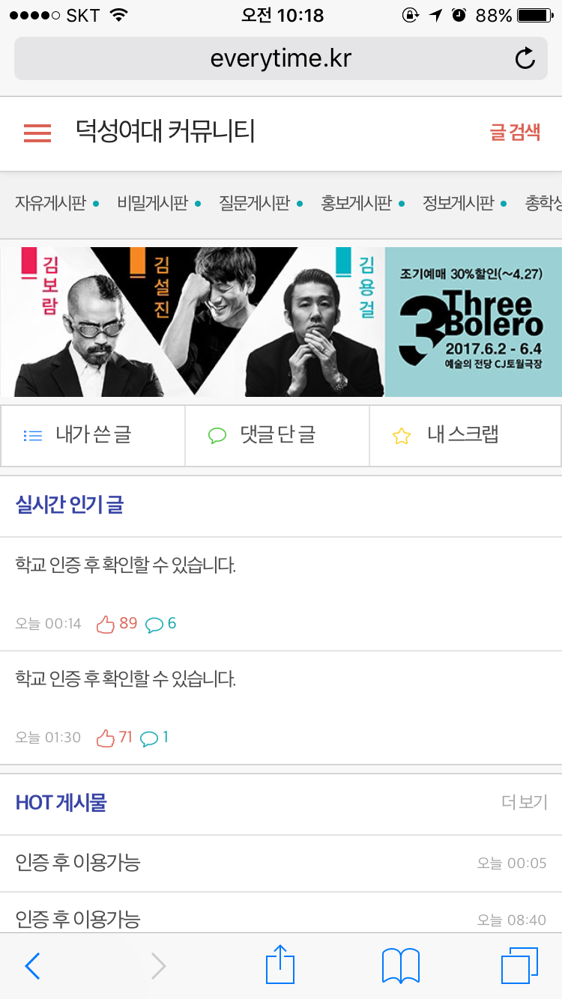 SKT 오전 10:18 88%
everytime.kr
덕성여대 커뮤니티 글 검색
자유게시판 비밀게시판 질문게시판 홍보게시판 정보게시판 총학생
김보람
김설진
김용걸
조기예매 30%할인(~4.27)
3 Three
Bolero
2017.6.2 - 6.4
예술의 전당 CJ토월극장
내가 쓴 글 댓글 단 글 내 스크랩
실시간 인기 글
학교 인증 후 확인할 수 있습니다.
오늘 00:14 89 6
학교 인증 후 확인할 수 있습니다.
오늘 01:30 71 1
HOT 게시물 더 보기
인증 후 이용가능 오늘 00:05
인증 후 이용가능 오늘 08:40